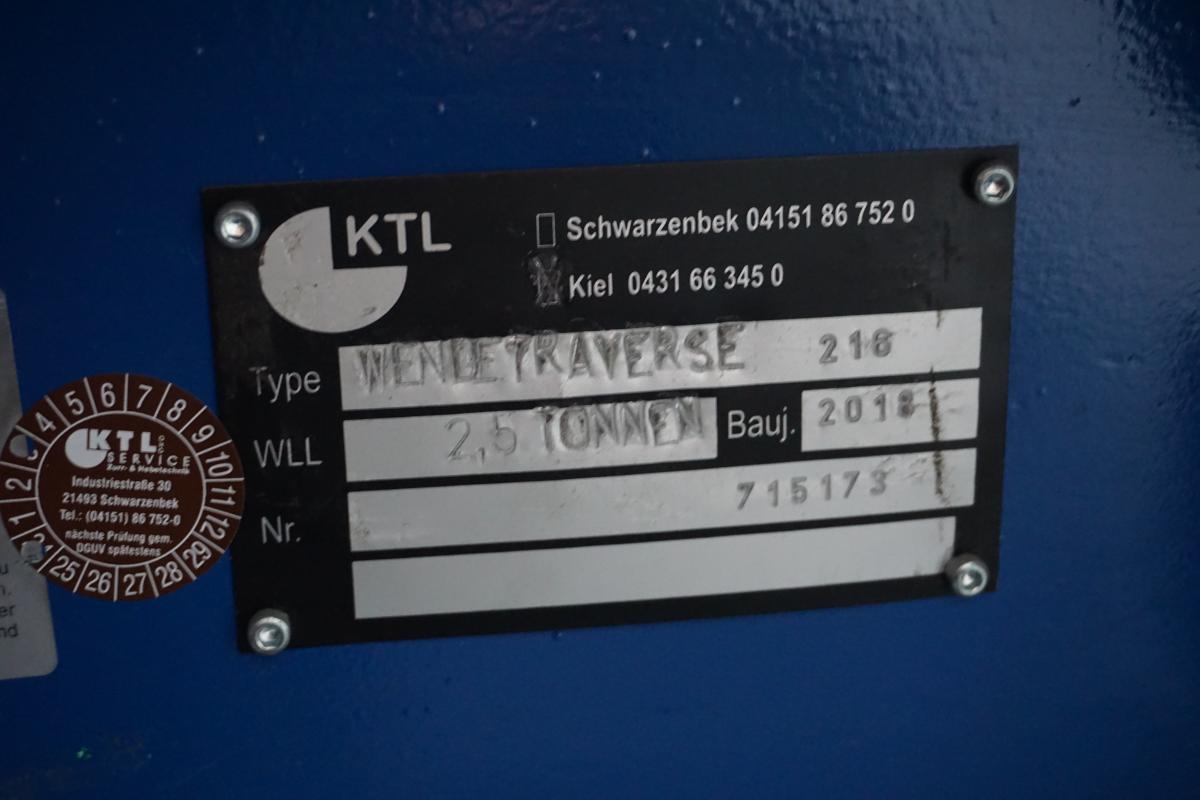 KTL
Schwarzenbek 04151 86 752 0
Kiel 0431 66 345 0
Type WENDETRAVERSE 218
WLL 2,5 TONNEN Bauj. 2018
Nr. 715173
1 2 4 5 6 7 8 9 10 11 12
KTL
SERVICE
Zurr- & Hebetechnik
Industriestraße 30
21493 Schwarzenbek
Tel.: (04151) 86 752-0
nächste Prüfung gem.
DGUV spätestens
25 26 27 28 29